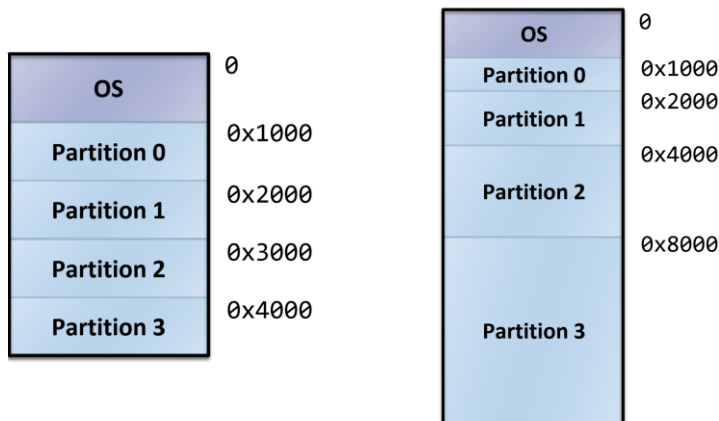 OS
0
Partition 0
0x1000
Partition 1
0x2000
Partition 2
0x3000
Partition 3
0x4000
OS
0
Partition 0
0x1000
Partition 1
0x2000
Partition 2
0x4000
Partition 3
0x8000